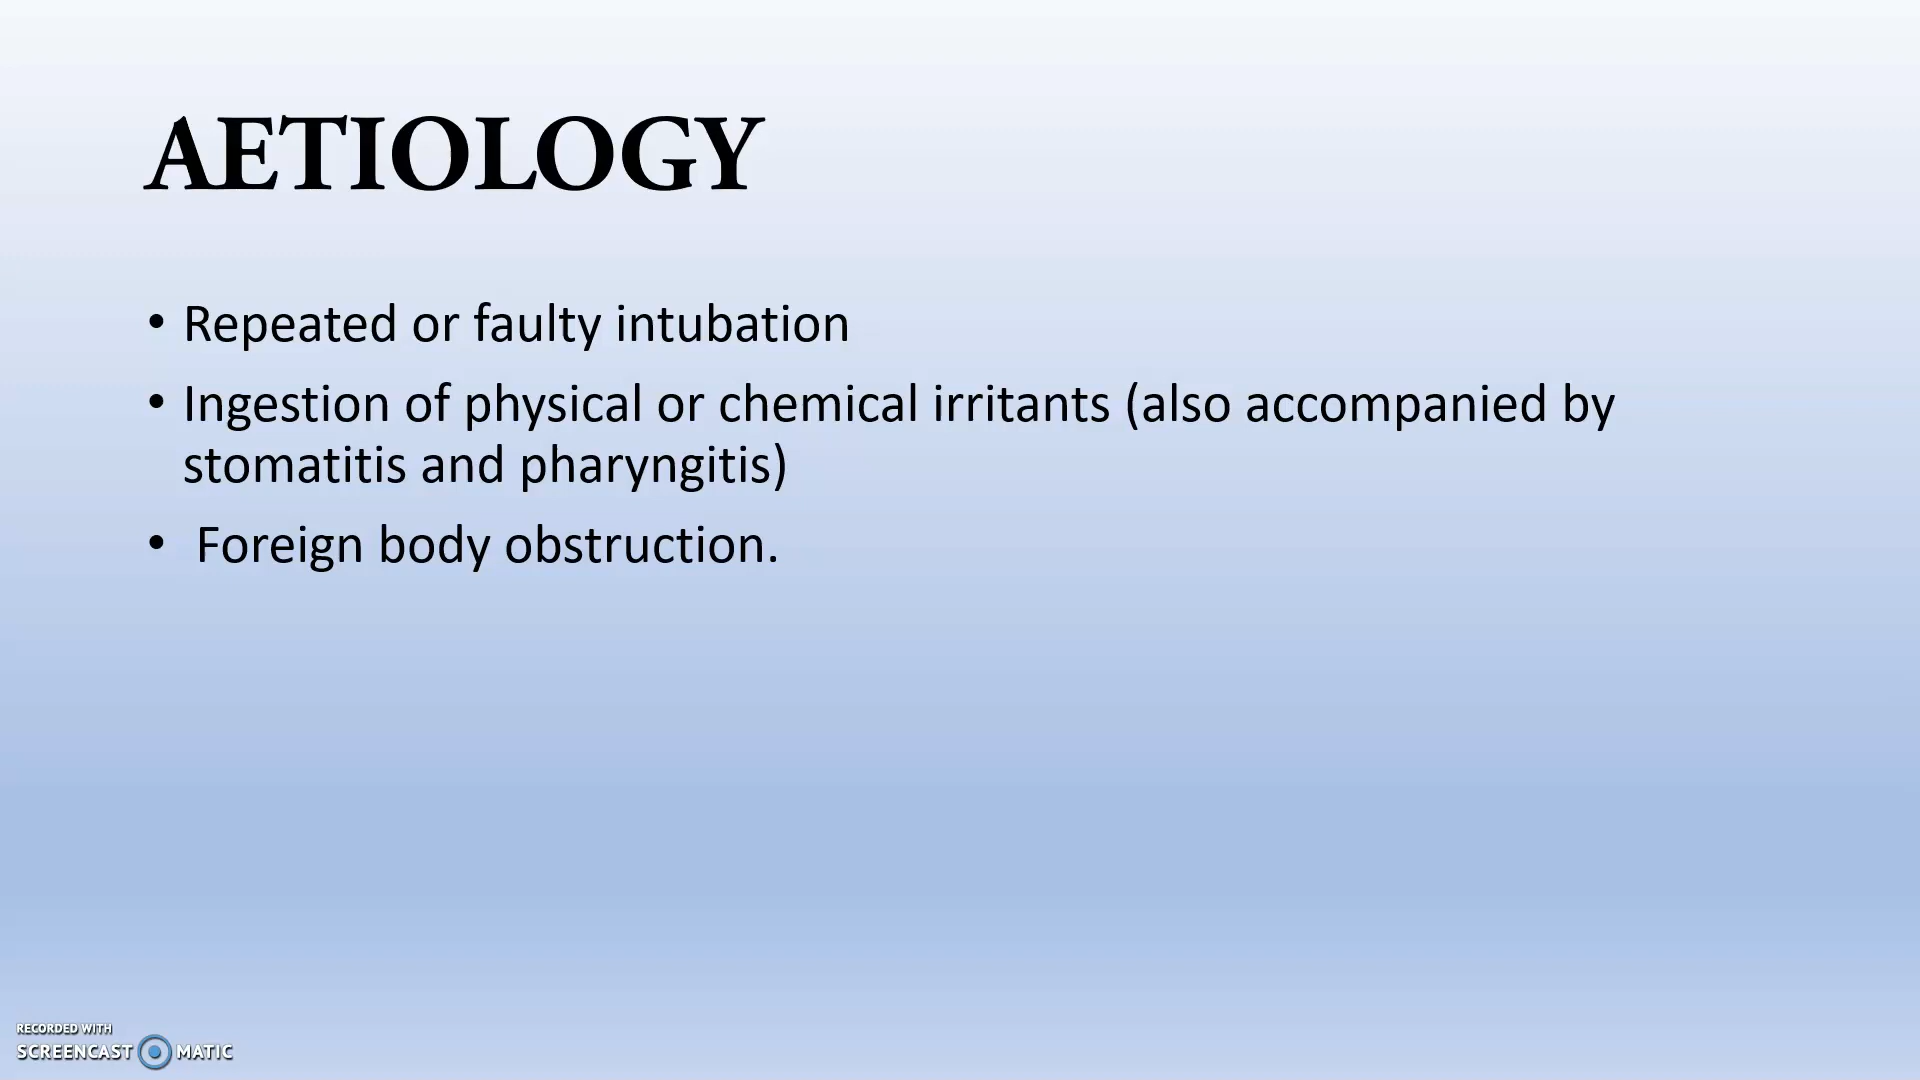 AETIOLOGY
• Repeated or faulty intubation
• Ingestion of physical or chemical irritants (also accompanied by
stomatitis and pharyngitis)
• Foreign body obstruction.
RECORDED WITH
SCREENCAST MATIC